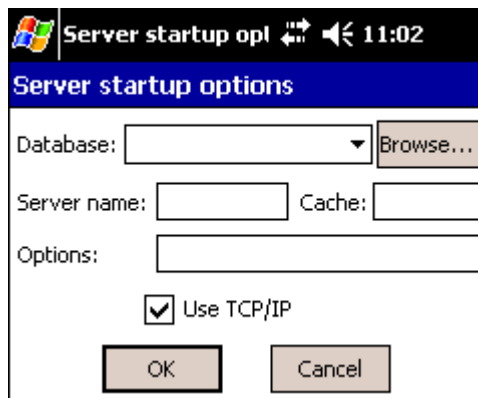 Server startup opt 11:02
Server startup options
Database: Browse...
Server name: Cache:
Options:
Use TCP/IP
OK Cancel